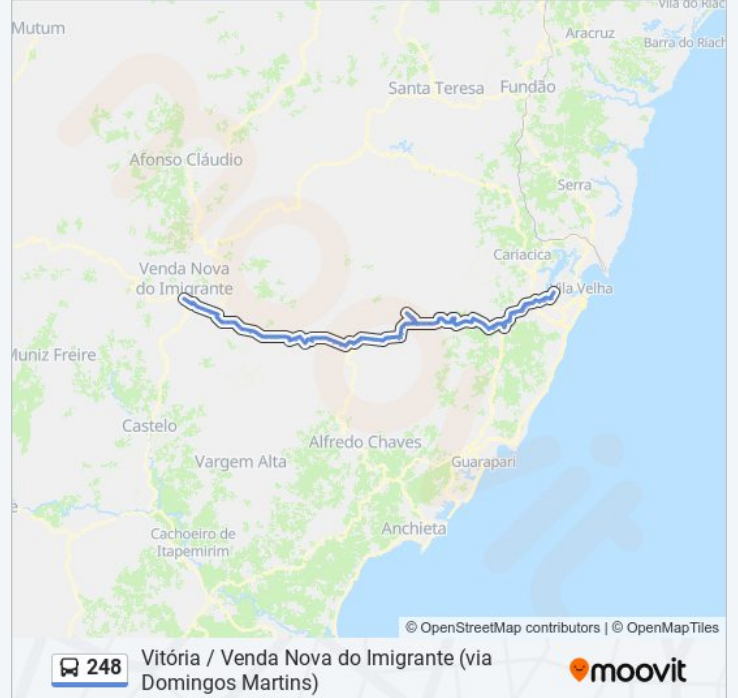 Vila do Riac
Mutum
Aracruz
Barra do Riach
Santa Teresa
Fundão
Afonso Cláudio
Serra
Cariacica
Venda Nova
do Imigrante
Vila Velha
Muniz Freire
Castelo
Alfredo Chaves
Vargem Alta
Guarapari
Anchieta
Cachoeiro de
Itapemirim
© OpenStreetMap contributors | © OpenMapTiles
248
Vitória / Venda Nova do Imigrante (via
Domingos Martins)
moovit